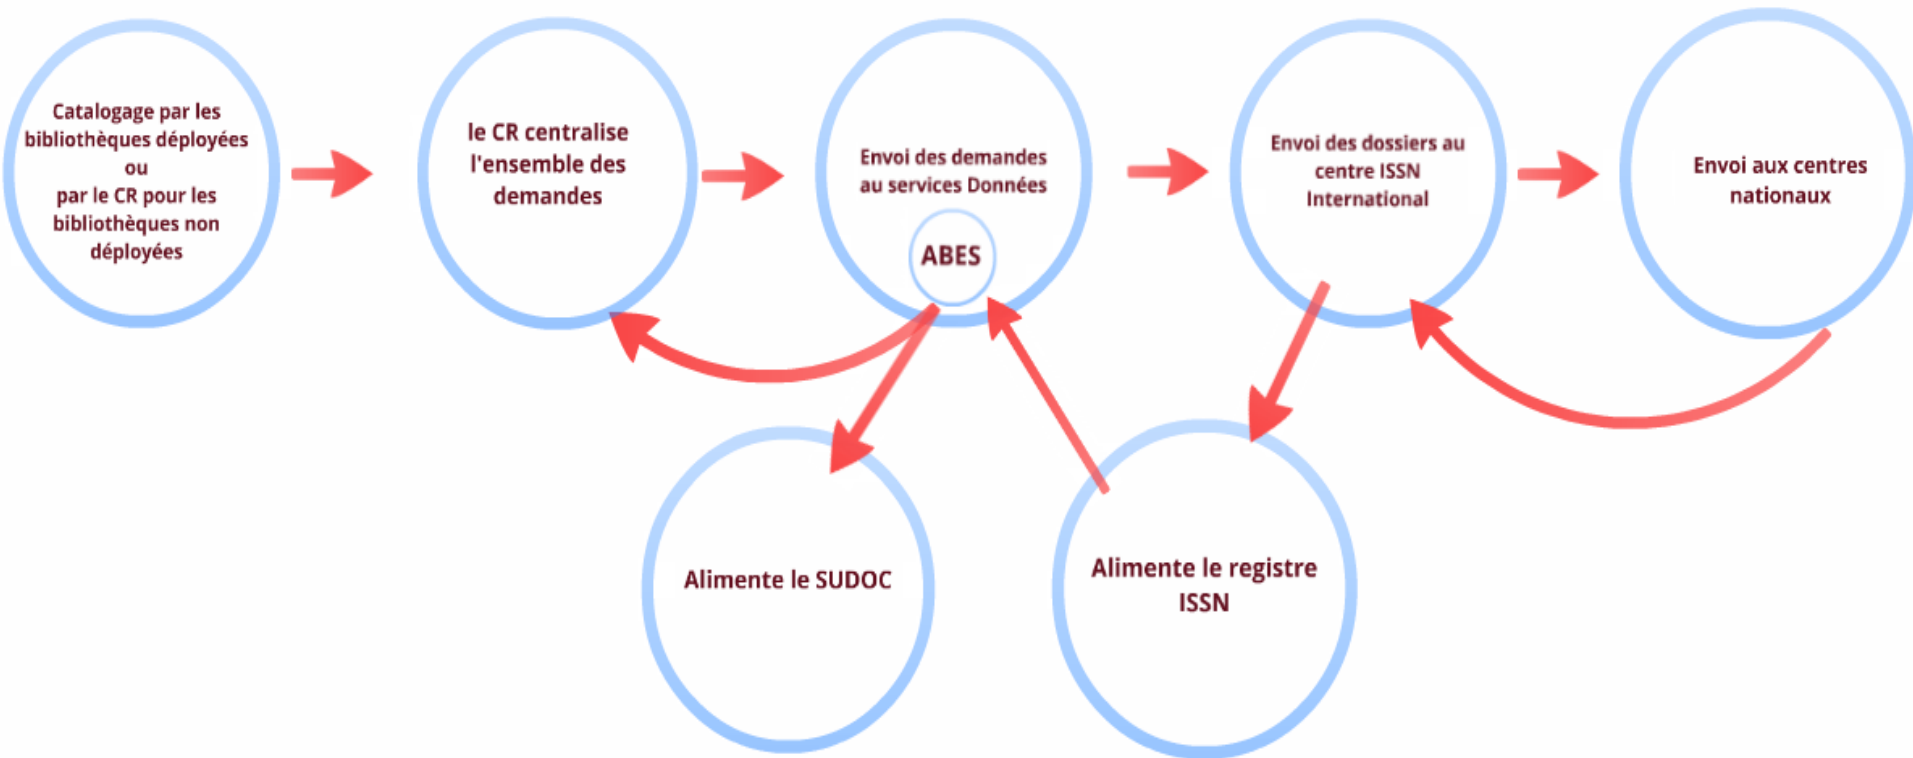 Catalogage par les
bibliothèques déployées
ou
par le CR pour les
bibliothèques non
déployées
le CR centralise
l'ensemble des
demandes
Envoi des demandes
au services Données
ABES
Envoi des dossiers au
centre ISSN
International
Envoi aux centres
nationaux
Alimente le SUDOC
Alimente le registre
ISSN